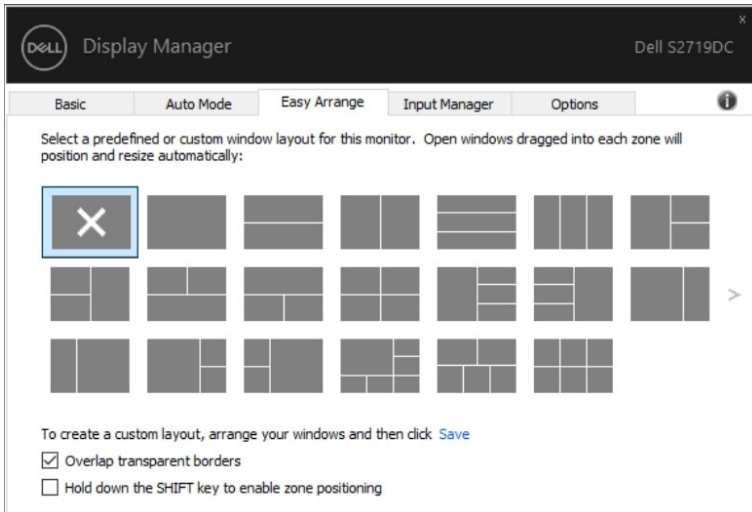 x
DELL Display Manager Dell S2719DC
Basic Auto Mode Easy Arrange Input Manager Options i
Select a predefined or custom window layout for this monitor. Open windows dragged into each zone will
position and resize automatically:
>
To create a custom layout, arrange your windows and then click Save
Overlap transparent borders
Hold down the SHIFT key to enable zone positioning